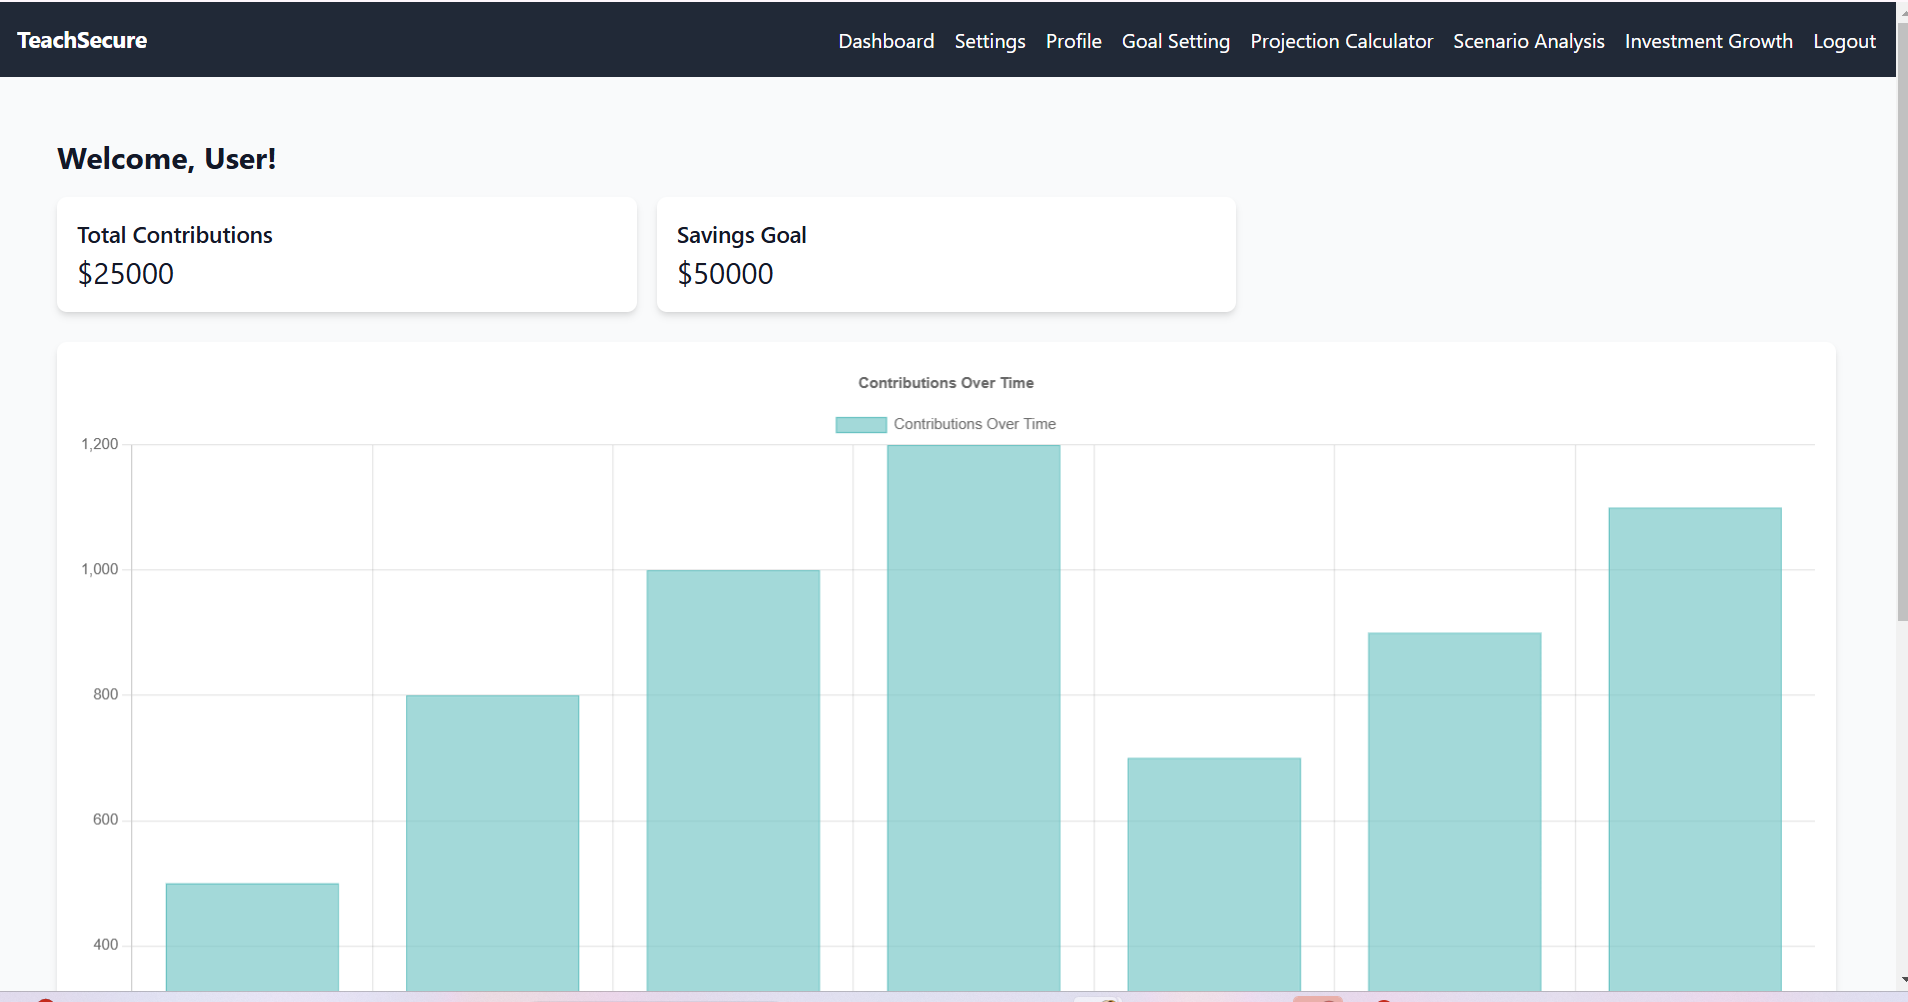 TeachSecure
Dashboard Settings Profile Goal Setting Projection Calculator Scenario Analysis Investment Growth Logout
Welcome, User!
Total Contributions
$25000
Savings Goal
$50000
Contributions Over Time
Contributions Over Time
1,200
1,000
800
600
400